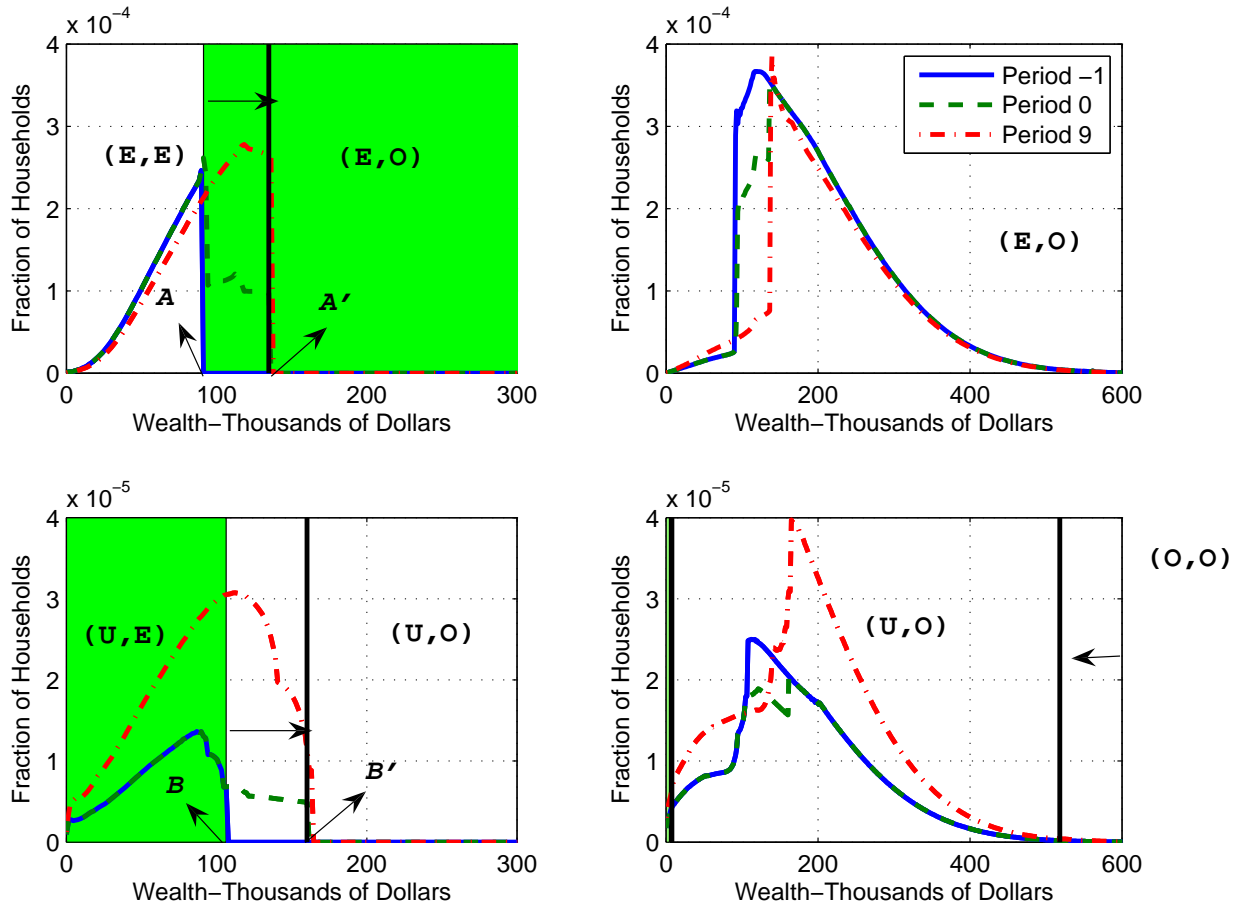 x 10−4
4
3
2
1
0
Fraction of Households
(E,E)
(E,O)
A
A′
0 100 200 300
Wealth−Thousands of Dollars
x 10−4
4
3
2
1
0
Fraction of Households
Period −1
Period 0
Period 9
(E,O)
0 200 400 600
Wealth−Thousands of Dollars
x 10−5
4
3
2
1
0
Fraction of Households
(U,E)
(U,O)
B
B′
0 100 200 300
Wealth−Thousands of Dollars
x 10−5
4
3
2
1
0
Fraction of Households
(U,O)
(O,O)
0 200 400 600
Wealth−Thousands of Dollars